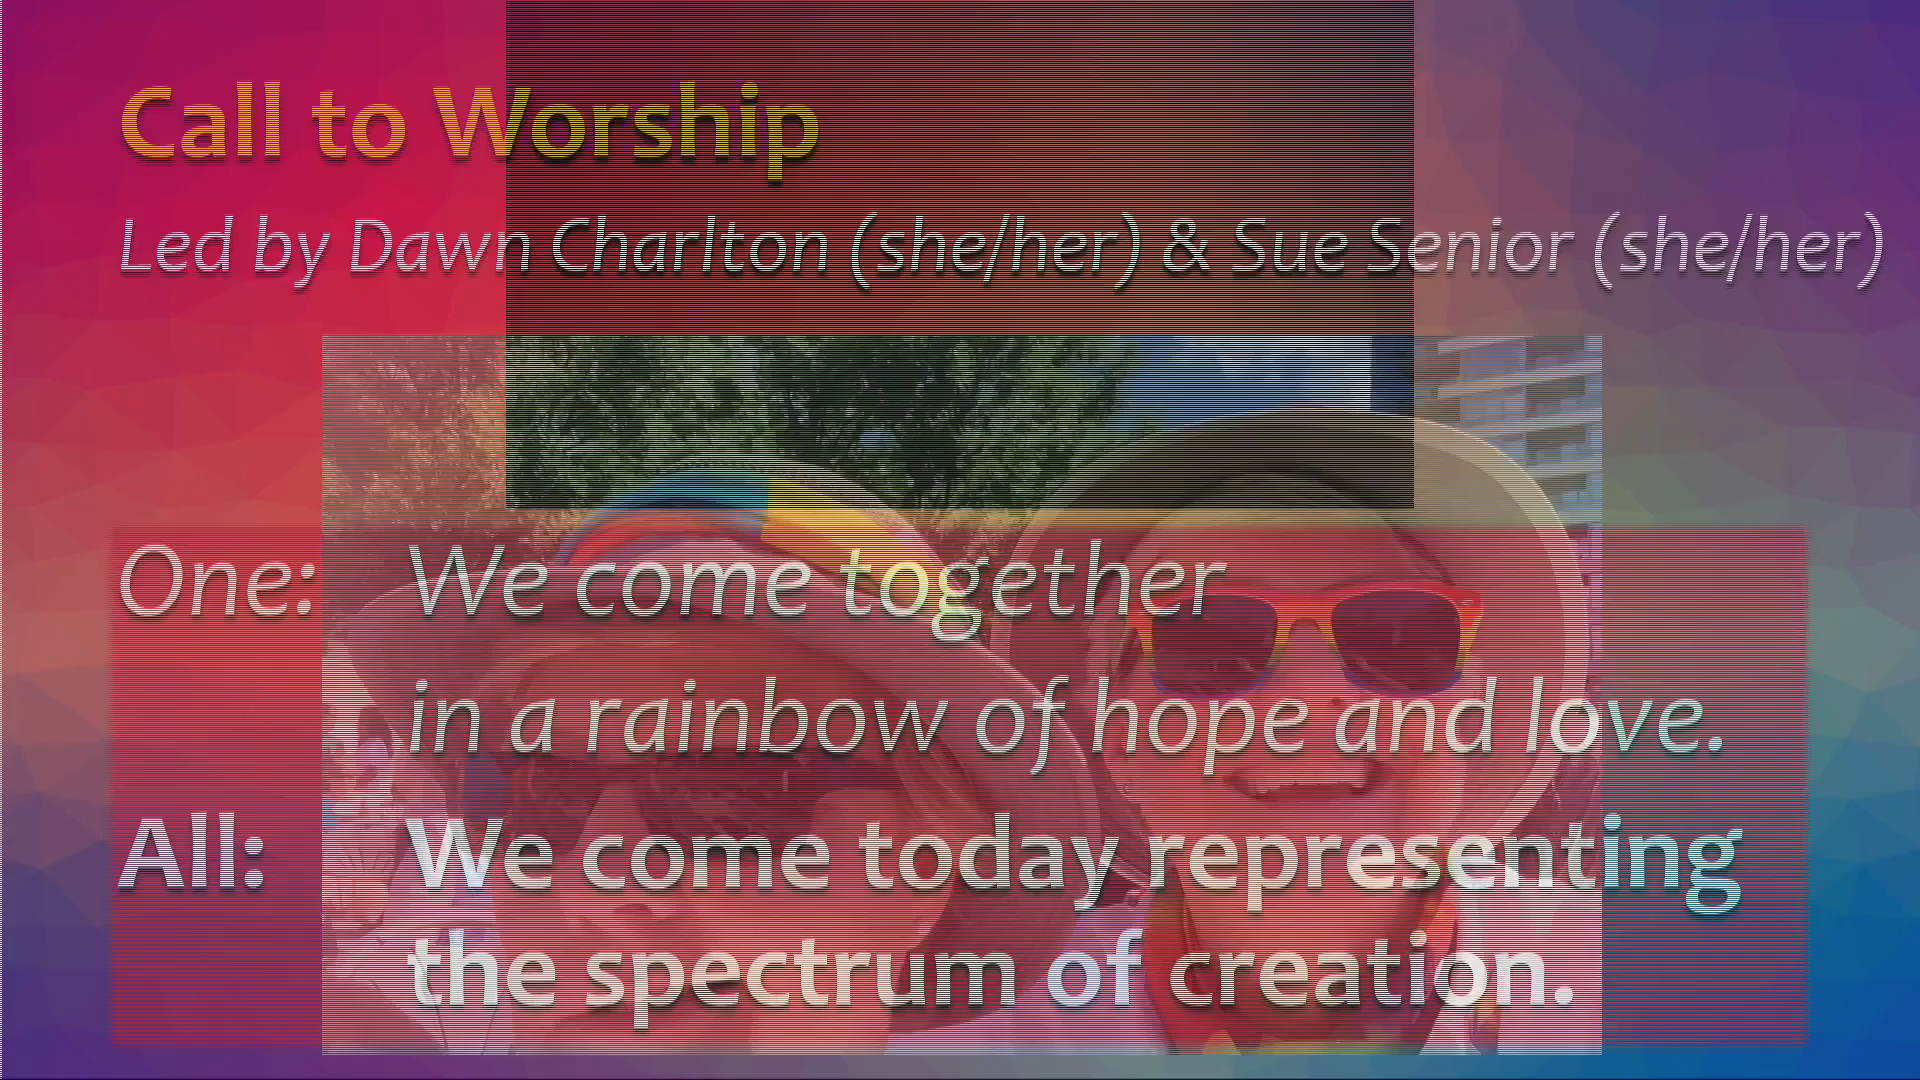 Call to Worship
Led by Dawn Charlton (she/her) & Sue Senior (she/her)
One: We come together
in a rainbow of hope and love.
All: We come today representing
the spectrum of creation.